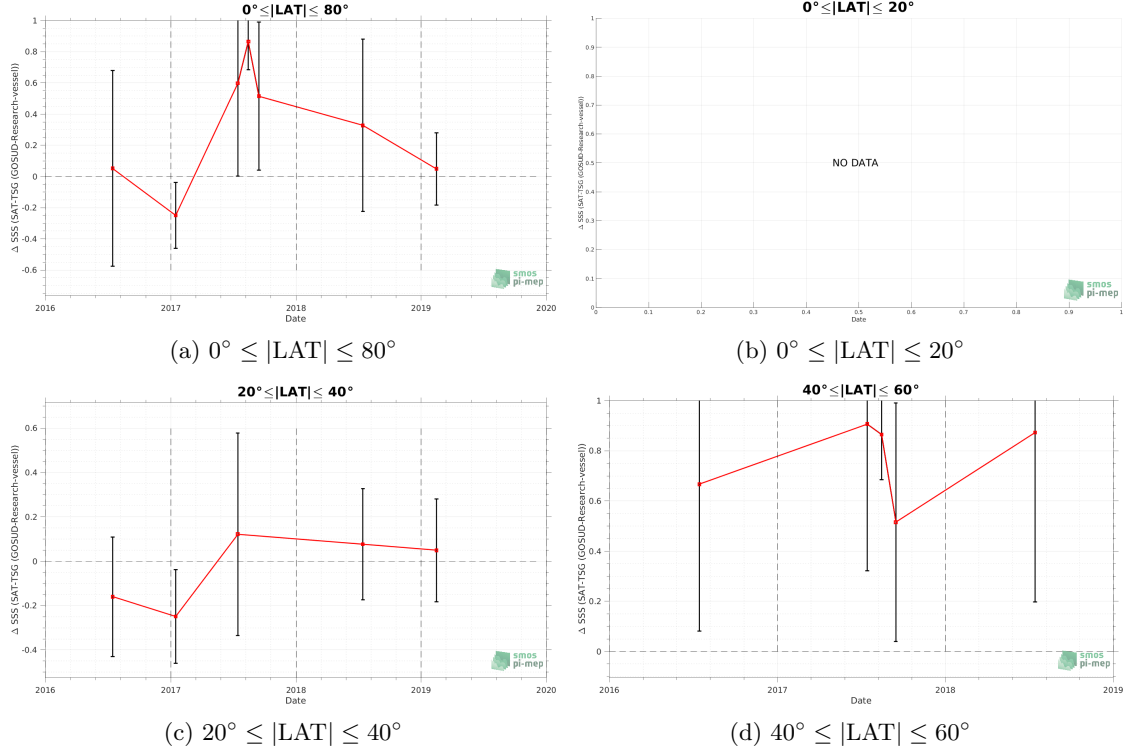 0°≤|LAT|≤ 80°
Δ SSS (SAT-TSG (GOSUD-Research-vessel))
1
0.8
0.6
0.4
0.2
0
-0.2
-0.4
-0.6
2016
2017
2018
2019
2020
Date
smos
pi-mep
(a) 0° ≤ |LAT| ≤ 80°
0°≤|LAT|≤ 20°
Δ SSS (SAT-TSG (GOSUD-Research-vessel))
1
0.9
0.8
0.7
0.6
0.5
0.4
0.3
0.2
0.1
0
NO DATA
0
0.1
0.2
0.3
0.4
0.5
0.6
0.7
0.8
0.9
1
Date
smos
pi-mep
(b) 0° ≤ |LAT| ≤ 20°
20°≤|LAT|≤ 40°
Δ SSS (SAT-TSG (GOSUD-Research-vessel))
0.6
0.4
0.2
0
-0.2
-0.4
2016
2017
2018
2019
2020
Date
smos
pi-mep
(c) 20° ≤ |LAT| ≤ 40°
40°≤|LAT|≤ 60°
Δ SSS (SAT-TSG (GOSUD-Research-vessel))
1
0.8
0.6
0.4
0.2
0
2016
2017
2018
2019
Date
smos
pi-mep
(d) 40° ≤ |LAT| ≤ 60°